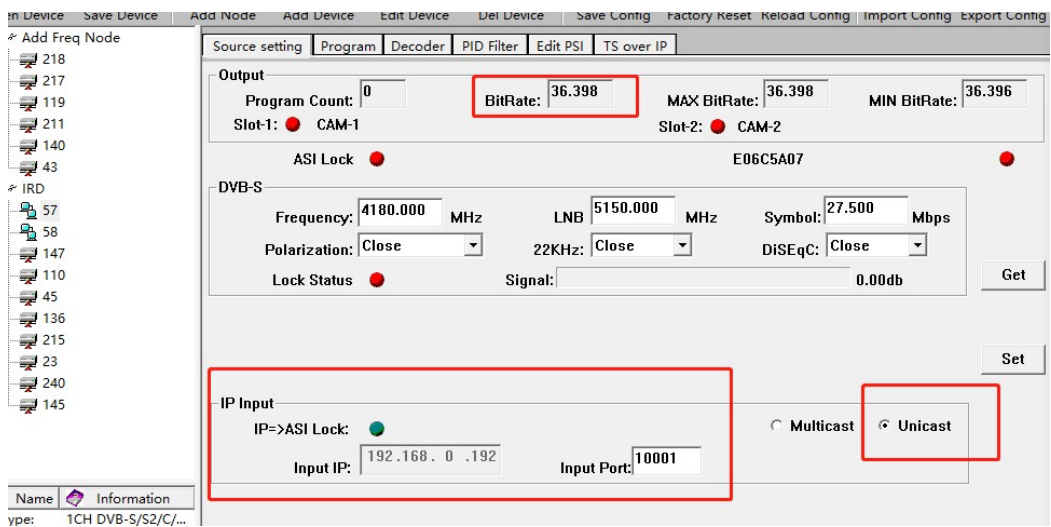 en Device Save Device Add Node Add Device Edit Device Del Device Save Config Factory Reset Reload Config Import Config Export Config
Add Freq Node
218
217
119
211
140
43
IRD
57
58
147
110
45
136
215
23
240
145
Name Information
ype: 1CH DVB-S/S2/C/...
Source setting Program Decoder PID Filter Edit PSI TS over IP
Output
Program Count: 0 BitRate: 36.398 MAX BitRate: 36.398 MIN BitRate: 36.396
Slot-1: CAM-1 Slot-2: CAM-2
ASI Lock E06C5A07
DVB-S
Frequency: 4180.000 MHz LNB 5150.000 MHz Symbol: 27.500 Mbps
Polarization: Close 22KHz: Close DiSEqC: Close
Lock Status Signal: 0.00db
Get
Set
IP Input
IP=>ASI Lock: Multicast Unicast
Input IP: 192.168. 0 .192 Input Port: 10001